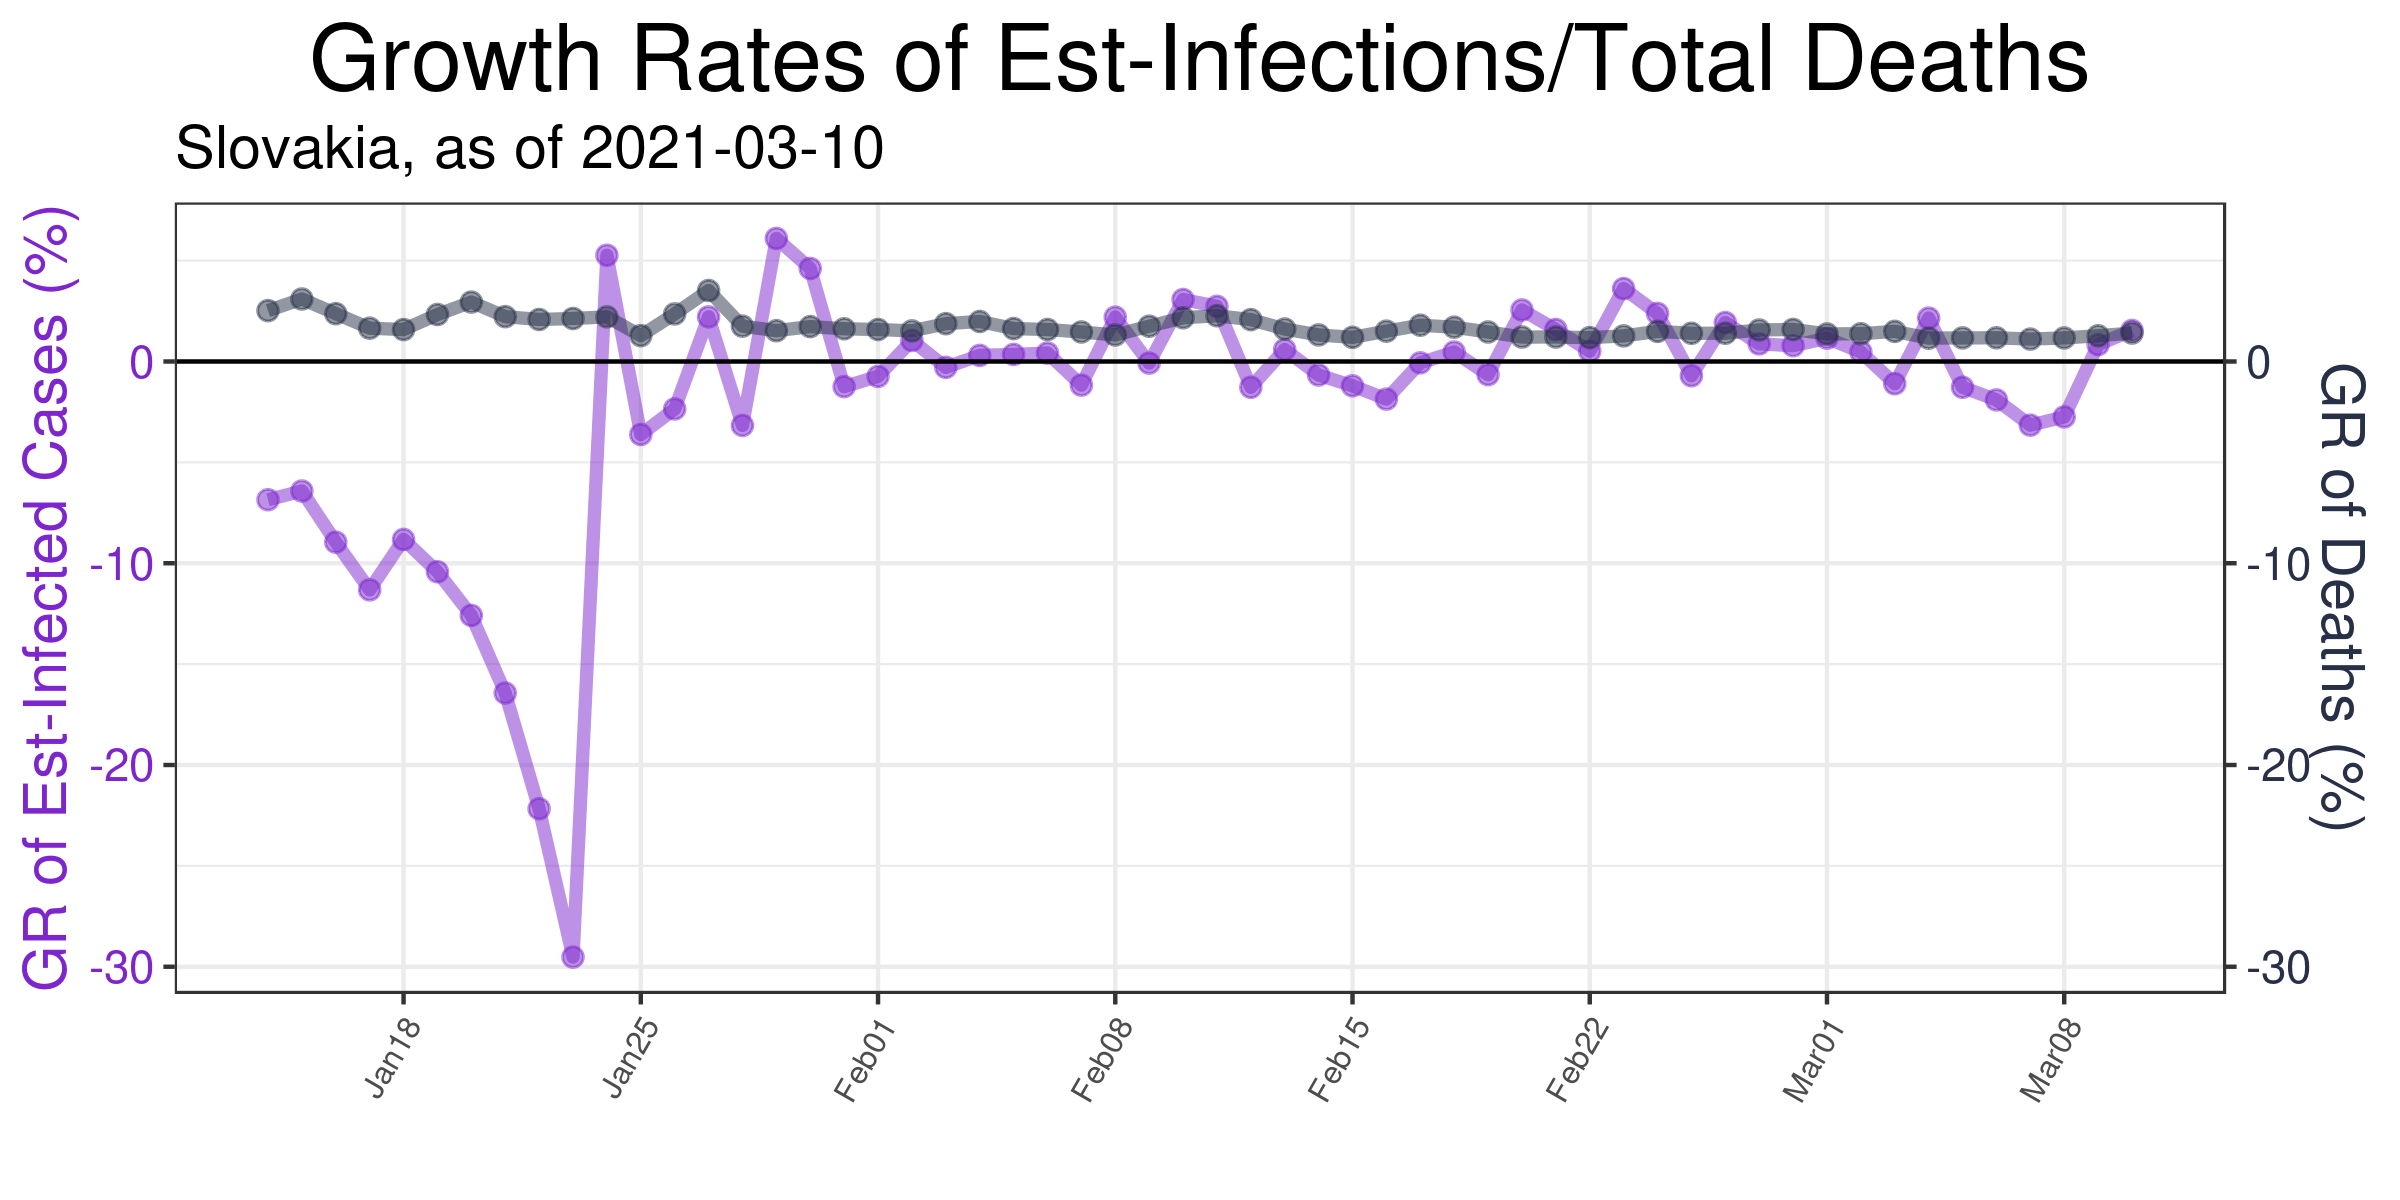 Growth Rates of Est-Infections/Total Deaths
Slovakia, as of 2021-03-10
GR of Est-Infected Cases (%)
0
-10
-20
-30
0
-10
-20
-30
GR of Deaths (%)
Jan18
Jan25
Feb01
Feb08
Feb15
Feb22
Mar01
Mar08